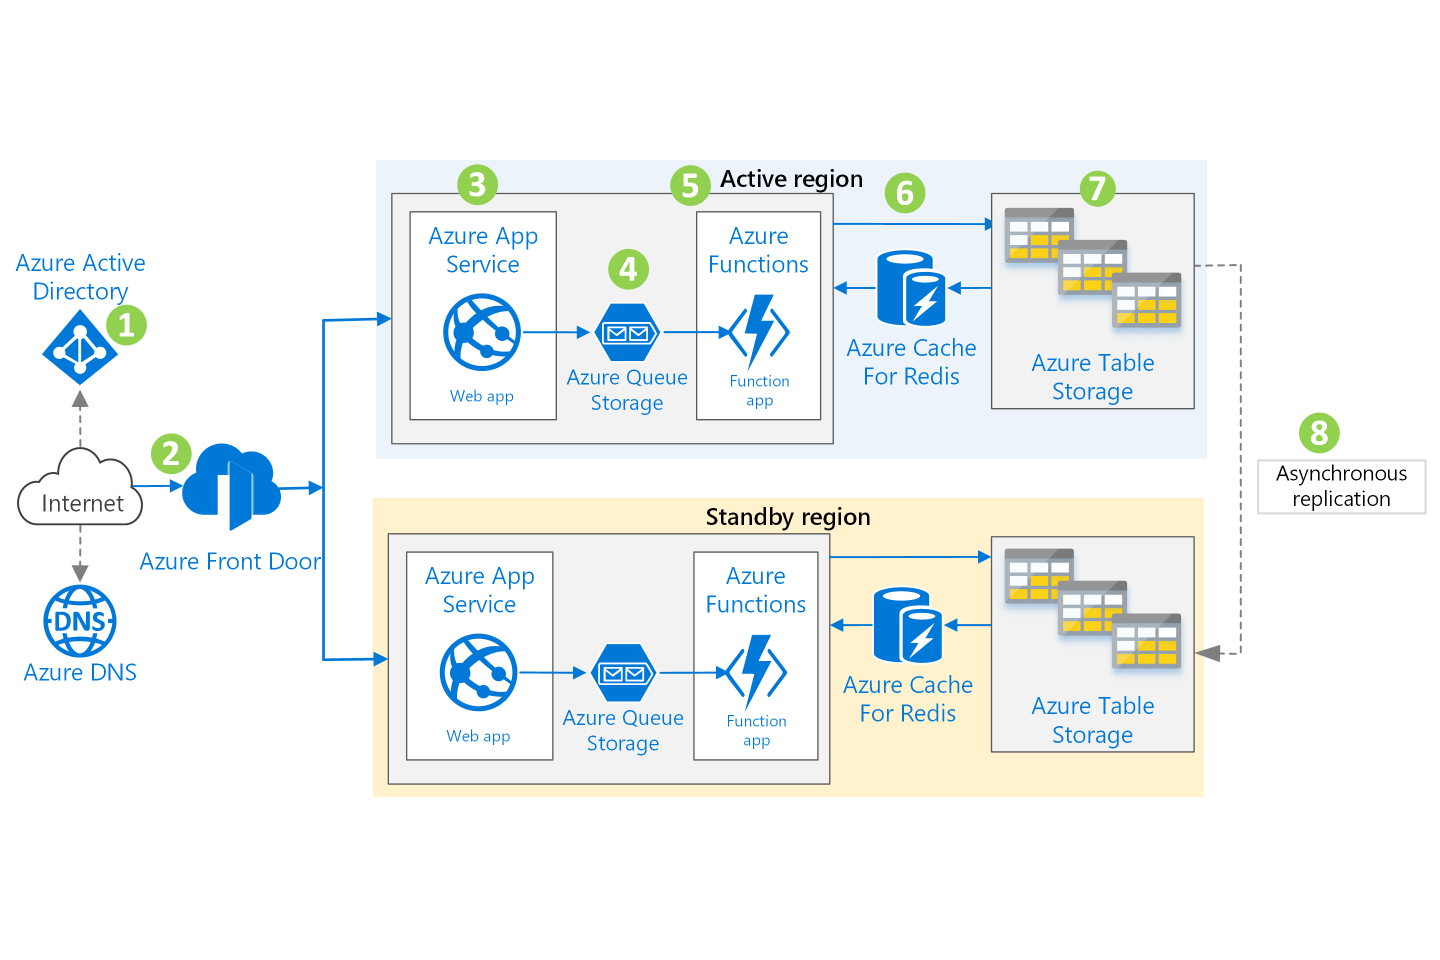 Azure Active
Directory
1
Internet
2
Azure Front Door
DNS
Azure DNS
Active region
3
Azure App
Service
Web app
4
Azure Queue
Storage
5
Azure
Functions
Function
app
6
Azure Cache
For Redis
7
Azure Table
Storage
8
Asynchronous
replication
Standby region
Azure App
Service
Web app
Azure Queue
Storage
Azure
Functions
Function
app
Azure Cache
For Redis
Azure Table
Storage